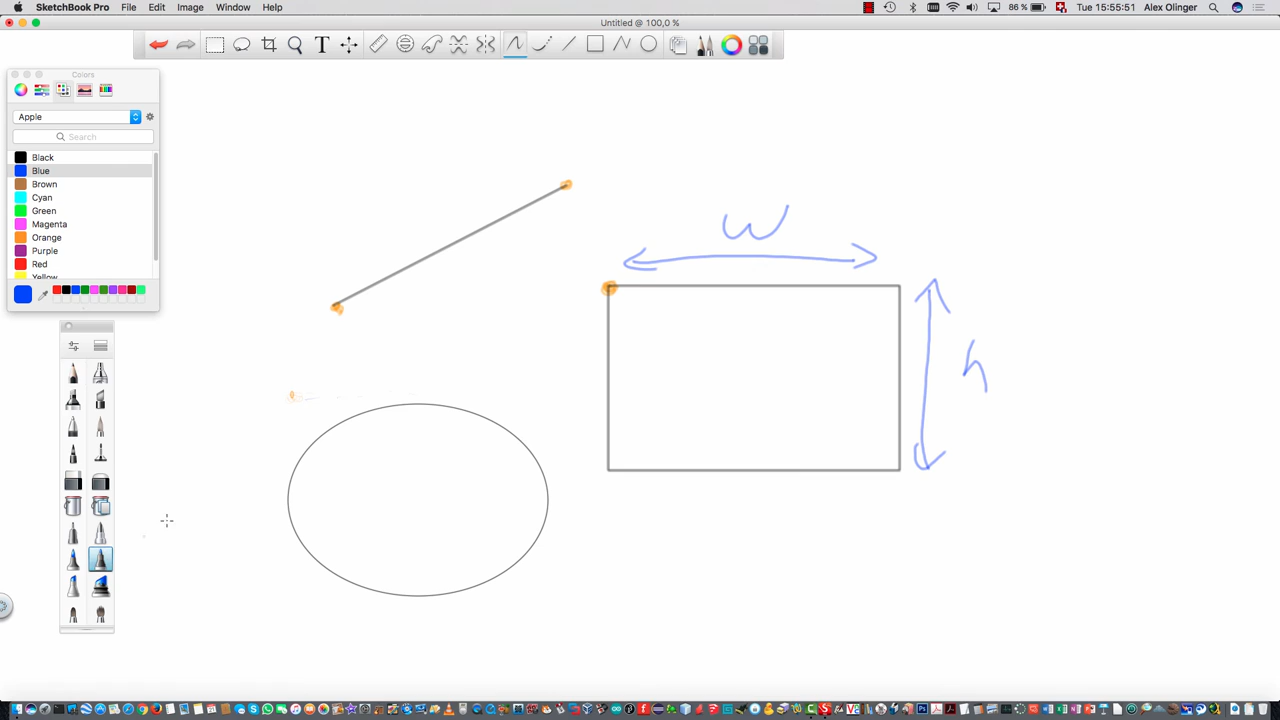 SketchBook Pro File Edit Image Window Help 86 % Tue 15:55:51 Alex Olinger
Untitled @ 100,0 %
T
Colors
Apple
Search
Black
Blue
Brown
Cyan
Green
Magenta
Orange
Purple
Red
Yellow
w
h